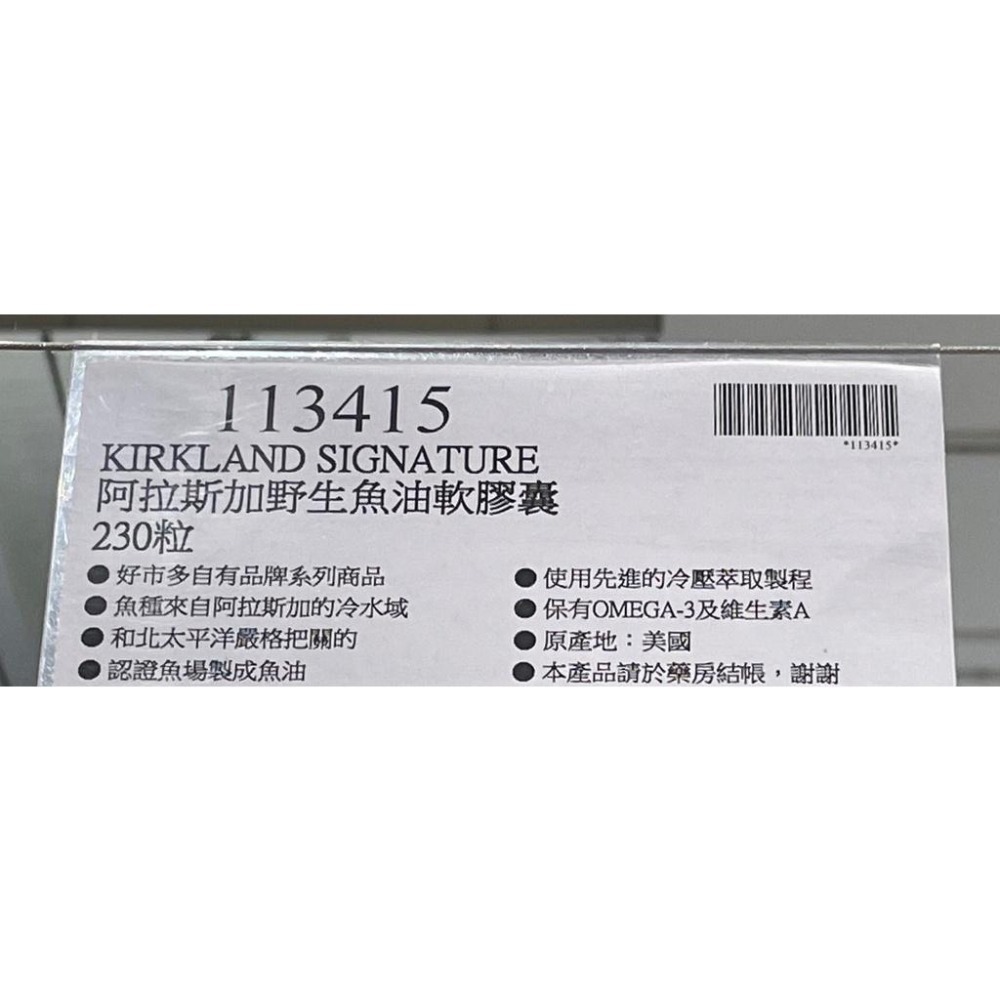 113415
*113415*
KIRKLAND SIGNATURE
阿拉斯加野生魚油軟膠囊
230粒
●好市多自有品牌系列商品
●魚種來自阿拉斯加的冷水域
●和北太平洋嚴格把關的
●認證魚場製成魚油
●使用先進的冷壓萃取製程
●保有OMEGA-3及維生素A
●原產地：美國
●本產品請於藥房結帳，謝謝